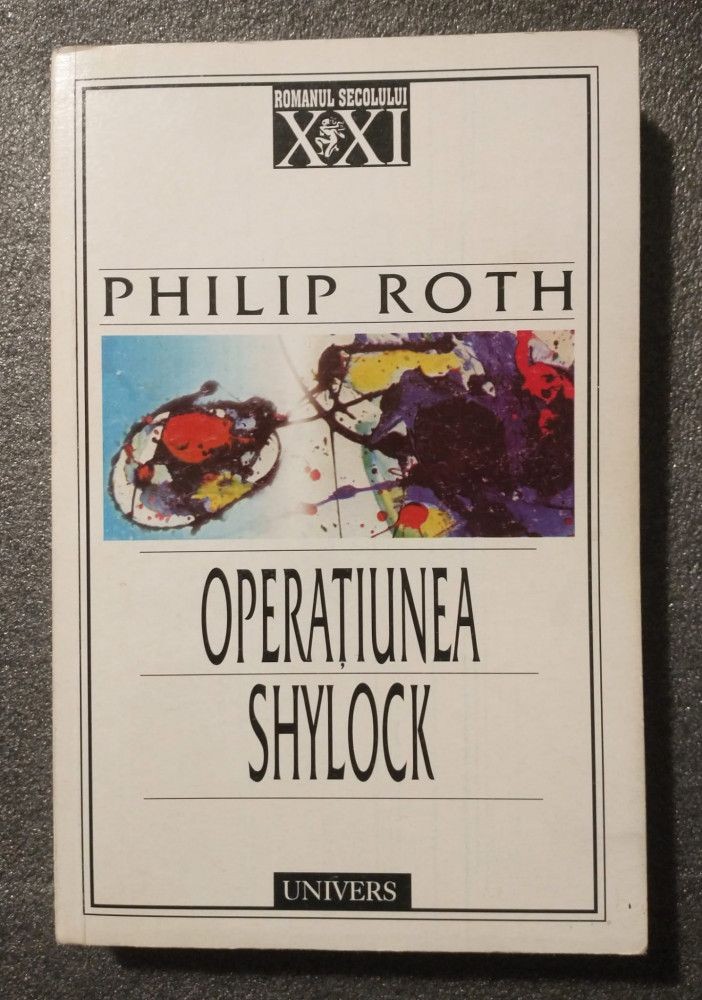 ROMANUL SECOLULUI
XXI
PHILIP ROTH
OPERAȚIUNEA
SHYLOCK
UNIVERS